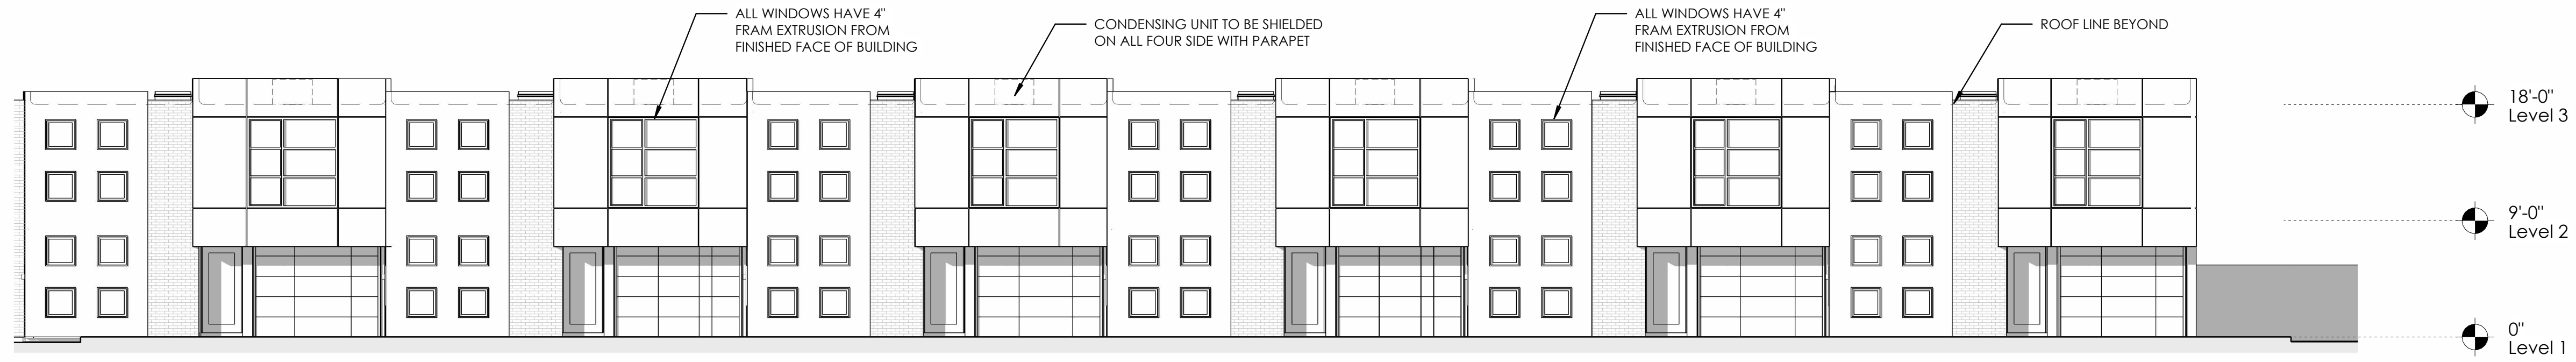 ALL WINDOWS HAVE 4"
FRAM EXTRUSION FROM
FINISHED FACE OF BUILDING
CONDENSING UNIT TO BE SHIELDED
ON ALL FOUR SIDE WITH PARAPET
ALL WINDOWS HAVE 4"
FRAM EXTRUSION FROM
FINISHED FACE OF BUILDING
ROOF LINE BEYOND
18'-0"
Level 3
9'-0"
Level 2
0"
Level 1